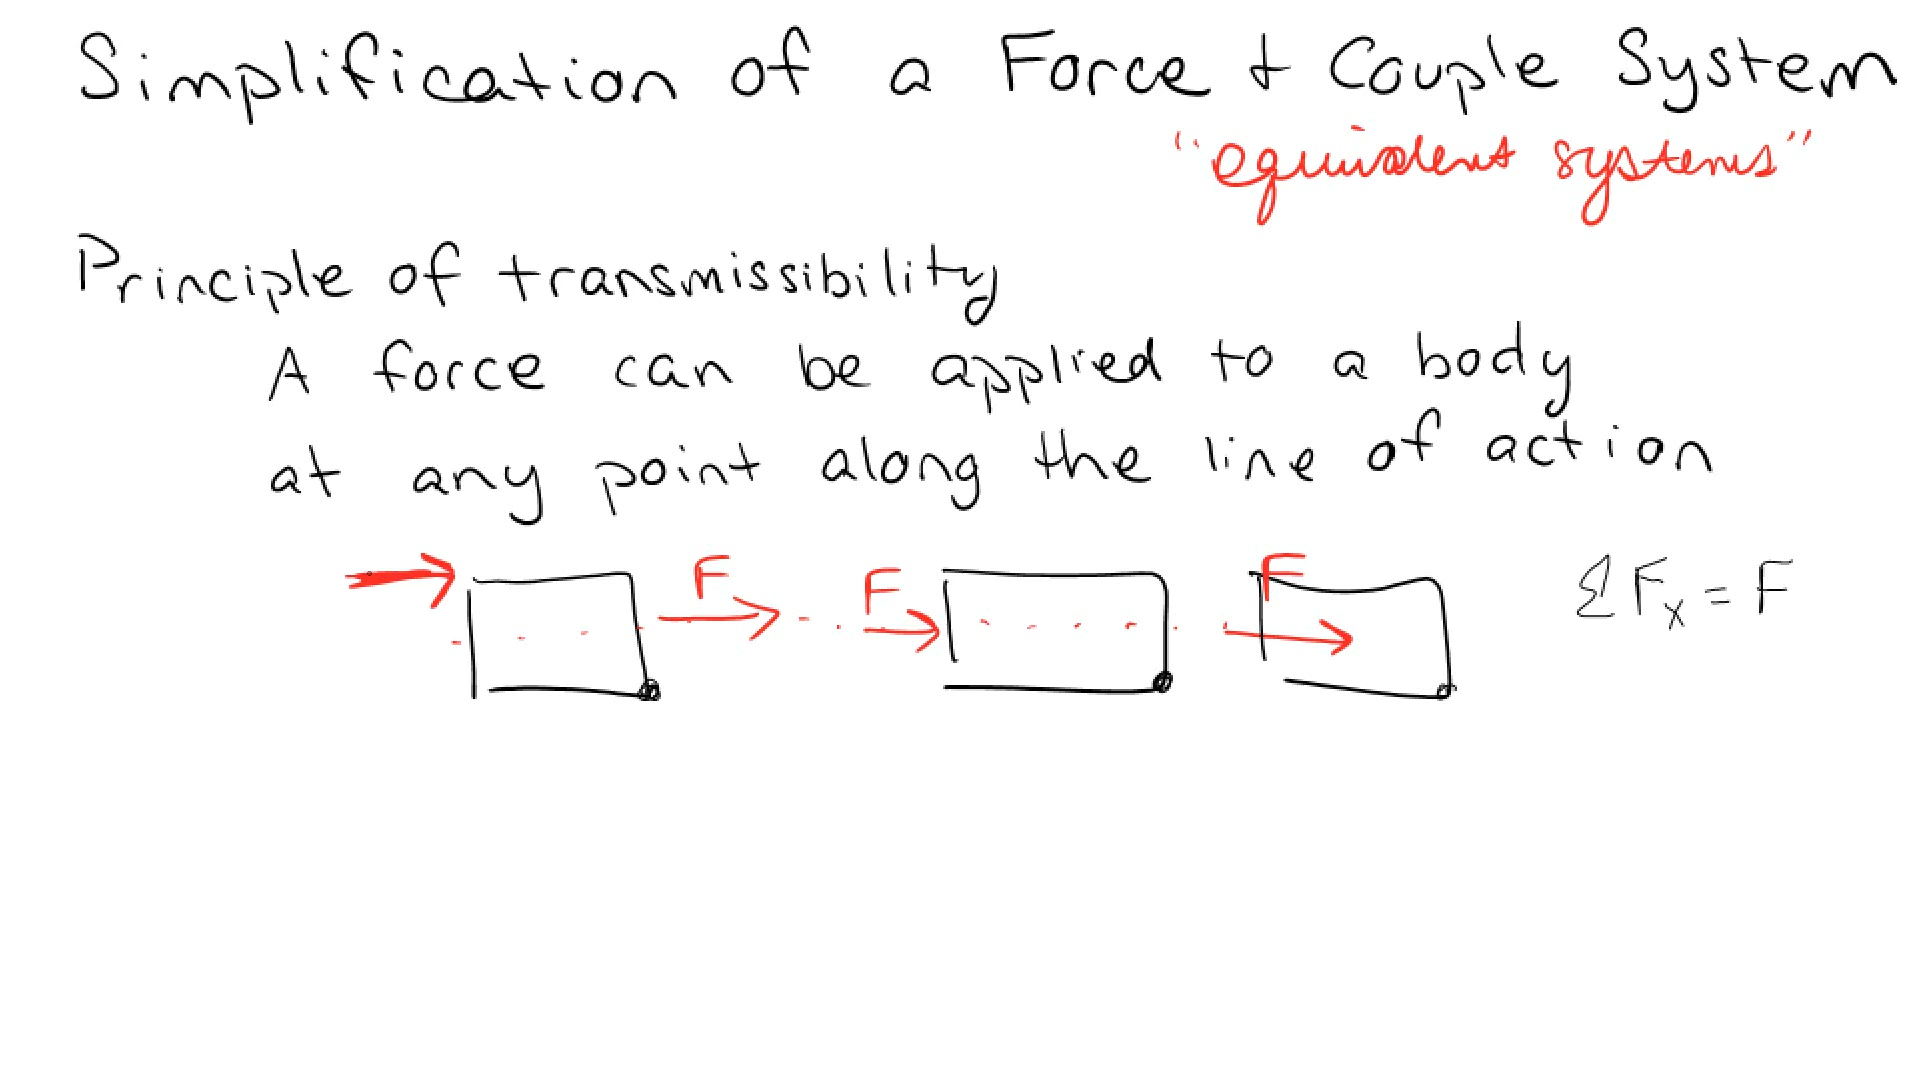 Simplification of a Force & Couple System
"equivalent systems"
Principle of transmissibility
A force can be applied to a body
at any point along the line of action
F F F ΣFx = F